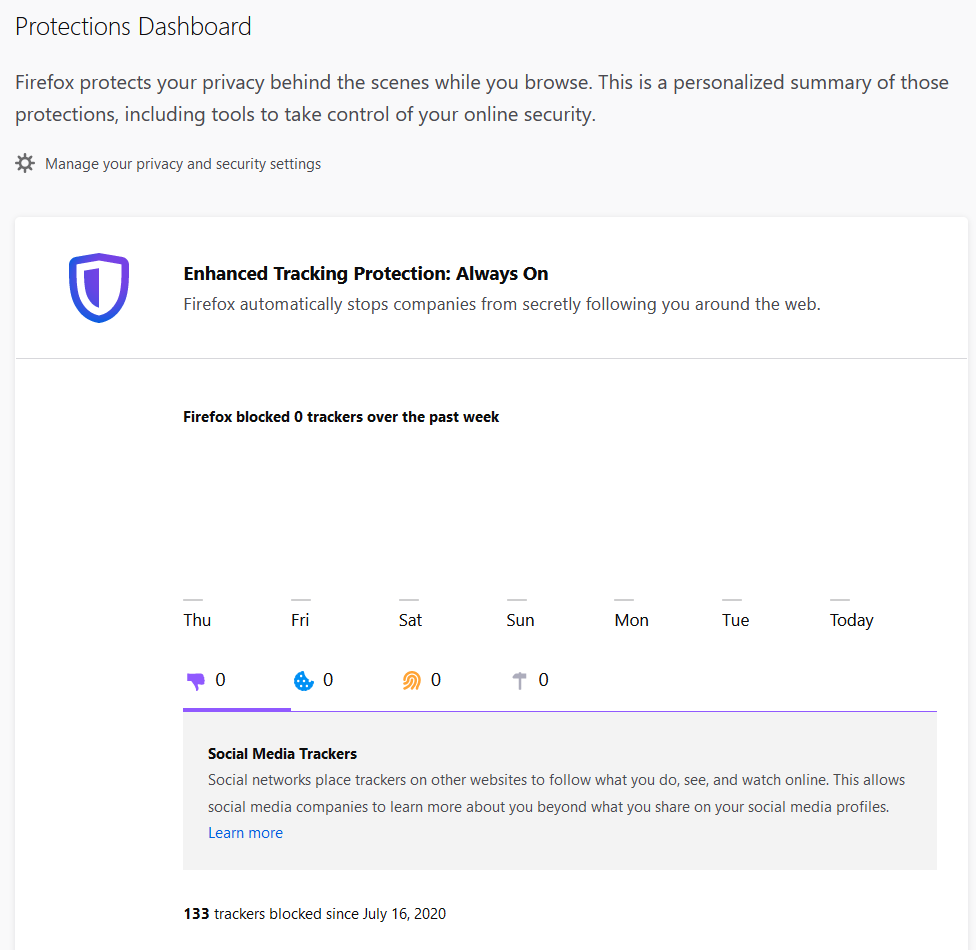 Protections Dashboard
Firefox protects your privacy behind the scenes while you browse. This is a personalized summary of those
protections, including tools to take control of your online security.
Manage your privacy and security settings
Enhanced Tracking Protection: Always On
Firefox automatically stops companies from secretly following you around the web.
Firefox blocked 0 trackers over the past week
Thu Fri Sat Sun Mon Tue Today
0 0 0 0
Social Media Trackers
Social networks place trackers on other websites to follow what you do, see, and watch online. This allows
social media companies to learn more about you beyond what you share on your social media profiles.
Learn more
133 trackers blocked since July 16, 2020